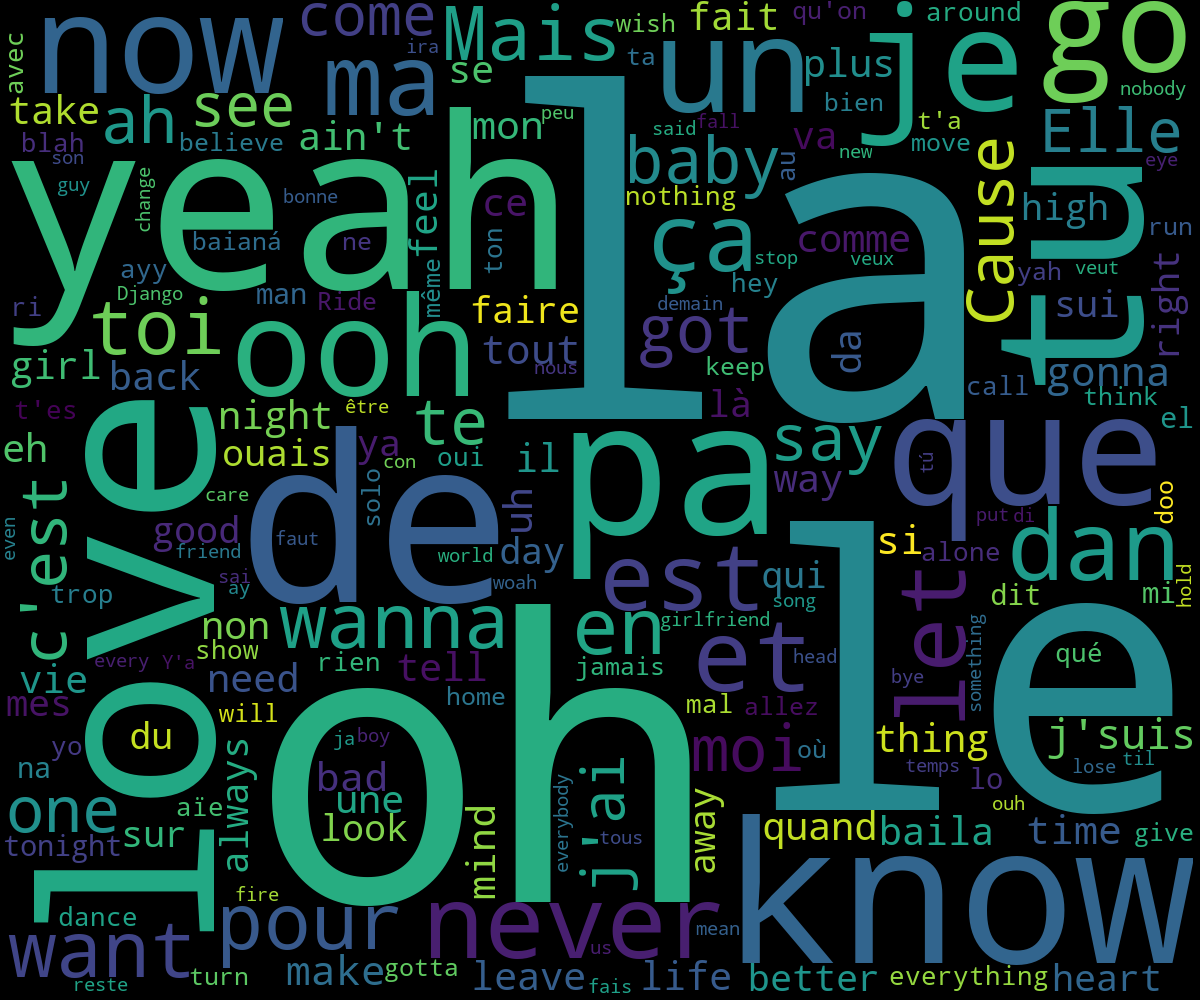 now
come
ira
Mais
wish
fait
qu'on
around
avec
ma
se
ta
un
plus
je
go
nobody
take
ah
see
believe
ain't
mon
peu
said
fall
bien
va
t'a
move
Elle
blah
son
guy
change
yeah
bonne
feel
ce
la
baby
au
new
nothing
Cause
tu
eye
high
run
baianá
ne
ton
ça
comme
veux
stop
hey
yah
veut
right
ayy
Django
man
Ride
même
faire
demain
sui
ri
toi
ooh
tout
nous
got
da
keep
girl
back
là
call
gonna
think
t'es
night
être
te
el
eh
ouais
ya
con
oui
il
pa
say
way
que
tú
love
care
de
solo
uh
put
di
doo
c'est
even
good
friend
faut
world
day
si
alone
dan
trop
sai
ay
woah
est
qui
song
let
dit
mi
hold
non
show
wanna
en
girlfriend
et
head
something
qué
every
Y'a
rien
tell
jamais
le
vie
need
home
bye
mes
will
mal
allez
du
ja
boy
oh
moi
où
thing
j'suis
yo
na
bad
temps
lose
til
always
aïe
une
look
everybody
j'ai
tous
lo
ouh
one
sur
mind
away
quand
baila
time
give
tonight
fire
know
dance
pour
never
us
mean
want
reste
turn
make
gotta
leave
fais
life
better
everything
heart